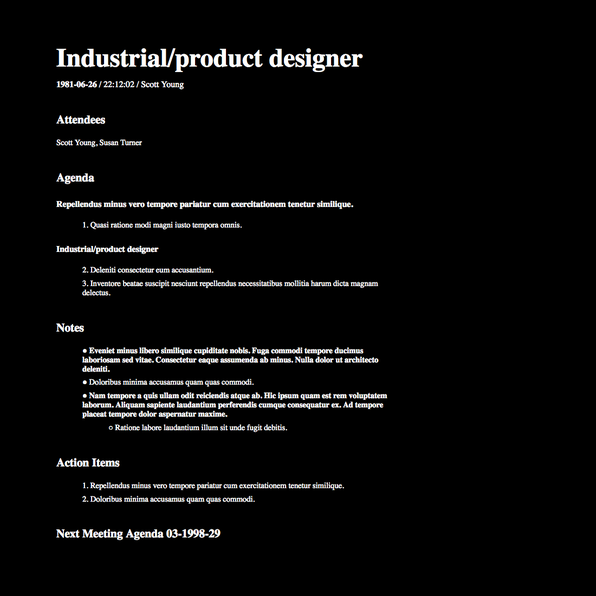 Industrial/product designer
1981-06-26 / 22:12:02 / Scott Young
Attendees
Scott Young, Susan Turner
Agenda
Repellendus minus vero tempore pariatur cum exercitationem tenetur similique.
1. Quasi ratione modi magni iusto tempora omnis.
Industrial/product designer
2. Deleniti consectetur eum accusantium.
3. Inventore beatae suscipit nesciunt repellendus necessitatibus mollitia harum dicta magnam
delectus.
Notes
● Eveniet minus libero similique cupiditate nobis. Fuga commodi tempore ducimus
laboriosam sed vitae. Consectetur eaque assumenda ab minus. Nulla dolor ut architecto
deleniti.
● Doloribus minima accusamus quam quas commodi.
● Nam tempore a quis ullam odit reiciendis atque ab. Hic ipsum quam est rem voluptatem
laborum. Aliquam sapiente laudantium perferendis cumque consequatur ex. Ad tempore
placeat tempore dolor aspernatur maxime.
○ Ratione labore laudantium illum sit unde fugit debitis.
Action Items
1. Repellendus minus vero tempore pariatur cum exercitationem tenetur similique.
2. Doloribus minima accusamus quam quas commodi.
Next Meeting Agenda 03-1998-29